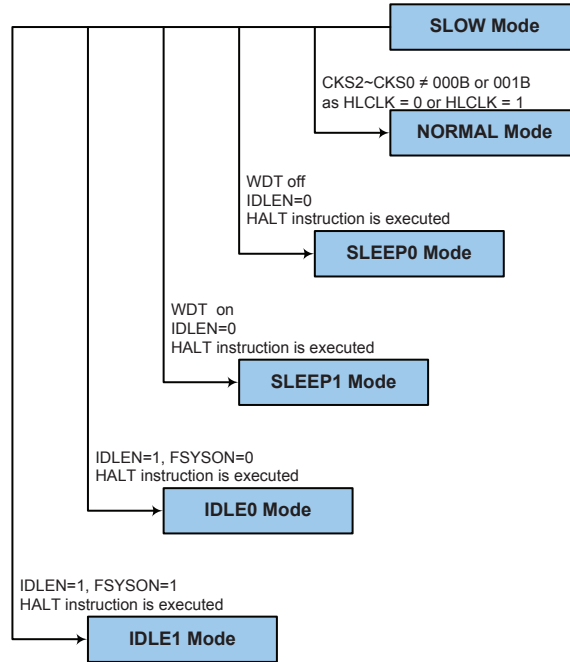 SLOW Mode
CKS2~CKS0 ≠ 000B or 001B
as HLCLK = 0 or HLCLK = 1
NORMAL Mode
WDT off
IDLEN=0
HALT instruction is executed
SLEEP0 Mode
WDT on
IDLEN=0
HALT instruction is executed
SLEEP1 Mode
IDLEN=1, FSYSON=0
HALT instruction is executed
IDLE0 Mode
IDLEN=1, FSYSON=1
HALT instruction is executed
IDLE1 Mode